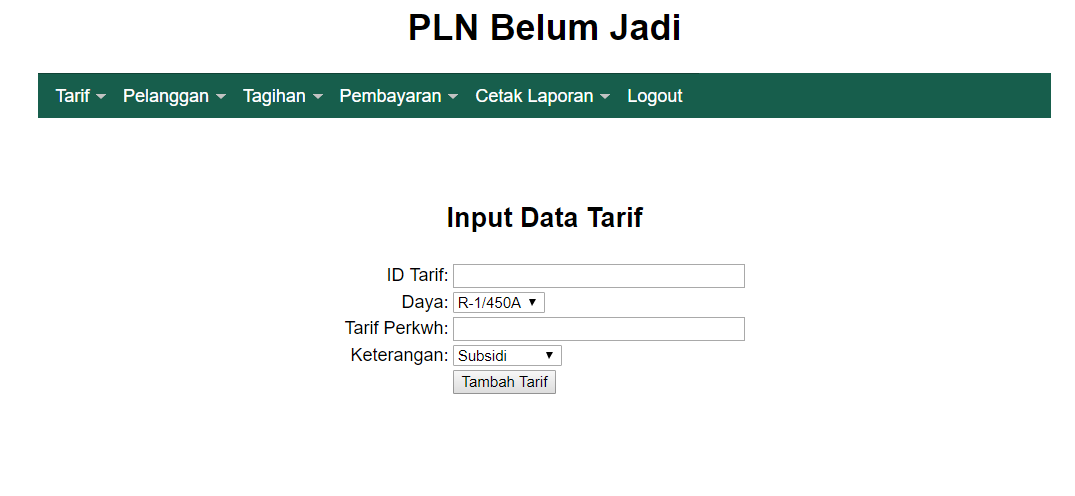 PLN Belum Jadi
Tarif Pelanggan Tagihan Pembayaran Cetak Laporan Logout
Input Data Tarif
ID Tarif:
Daya: R-1/450A
Tarif Perkwh:
Keterangan: Subsidi
Tambah Tarif